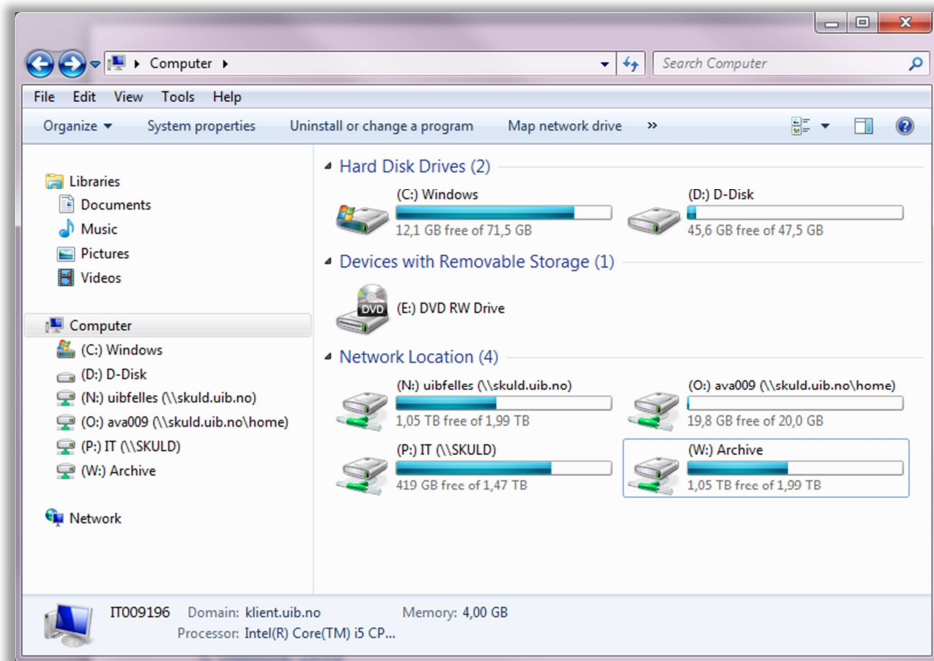 Computer
Search Computer
File Edit View Tools Help
Organize System properties Uninstall or change a program Map network drive »
Libraries
Documents
Music
Pictures
Videos
Computer
(C:) Windows
(D:) D-Disk
(N:) uibfelles (\\skuld.uib.no)
(O:) ava009 (\\skuld.uib.no\home)
(P:) IT (\\SKULD)
(W:) Archive
Network
Hard Disk Drives (2)
(C:) Windows
12,1 GB free of 71,5 GB
(D:) D-Disk
45,6 GB free of 47,5 GB
Devices with Removable Storage (1)
DVD
(E:) DVD RW Drive
Network Location (4)
(N:) uibfelles (\\skuld.uib.no)
1,05 TB free of 1,99 TB
(O:) ava009 (\\skuld.uib.no\home)
19,8 GB free of 20,0 GB
(P:) IT (\\SKULD)
419 GB free of 1,47 TB
(W:) Archive
1,05 TB free of 1,99 TB
IT009196 Domain: klient.uib.no Memory: 4,00 GB
Processor: Intel(R) Core(TM) i5 CP...